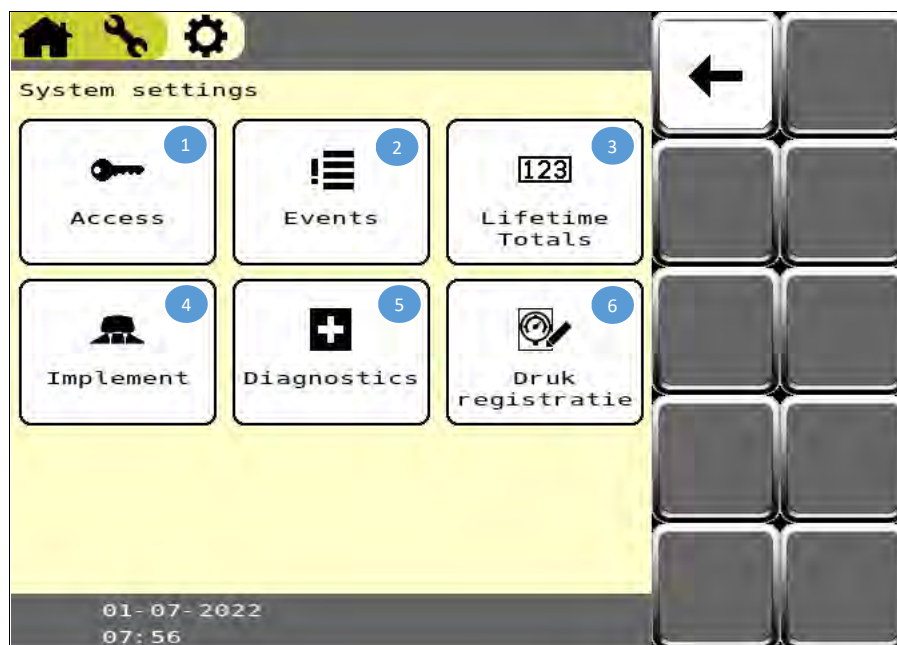 System settings
1
Access
2
Events
3
123
Lifetime
Totals
4
Implement
5
Diagnostics
6
Druk
registratie
01-07-2022
07:56